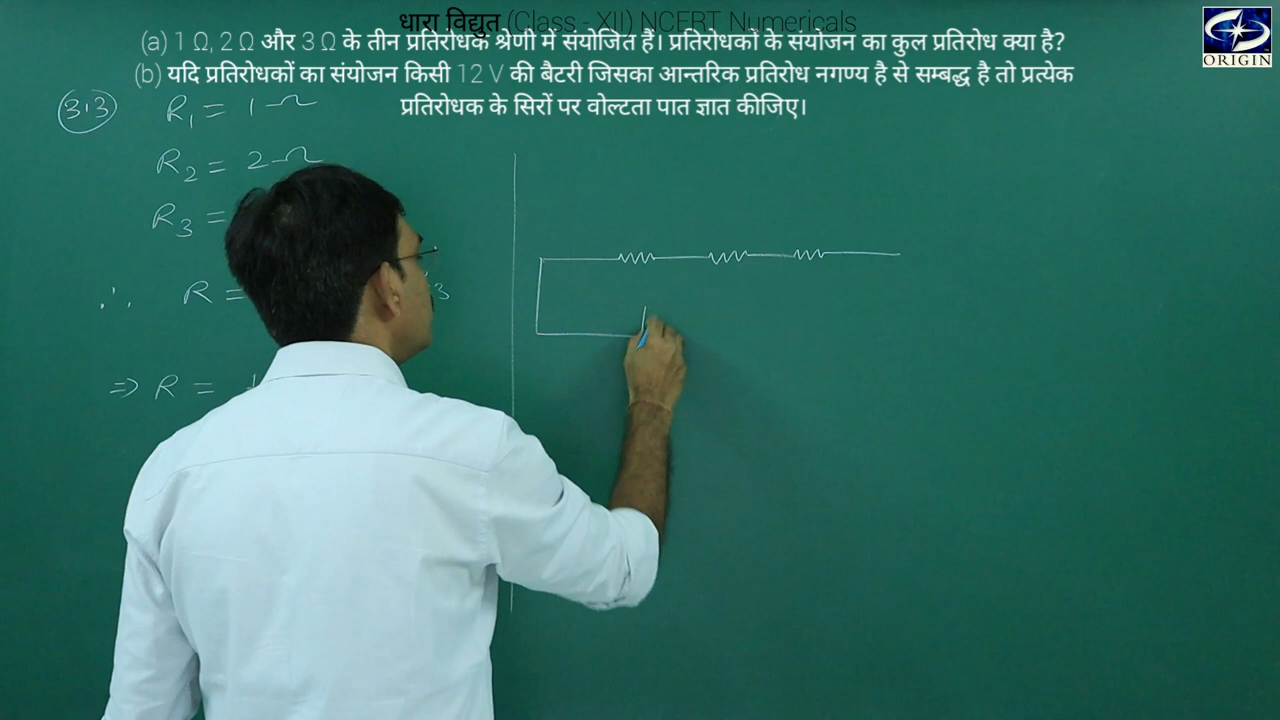 धारा विद्युत (Class - XII) NCERT Numericals
(a) 1 Ω, 2 Ω और 3 Ω के तीन प्रतिरोधक श्रेणी में संयोजित हैं। प्रतिरोधकों के संयोजन का कुल प्रतिरोध क्या है?
(b) यदि प्रतिरोधकों का संयोजन किसी 12 V की बैटरी जिसका आन्तरिक प्रतिरोध नगण्य है से सम्बद्ध है तो प्रत्येक
प्रतिरोधक के सिरों पर वोल्टता पात ज्ञात कीजिए।
ORIGIN
3.3 R₁ = 1 Ω
R₂ = 2 Ω
R₃ =
∴ R = 3
⇒ R =